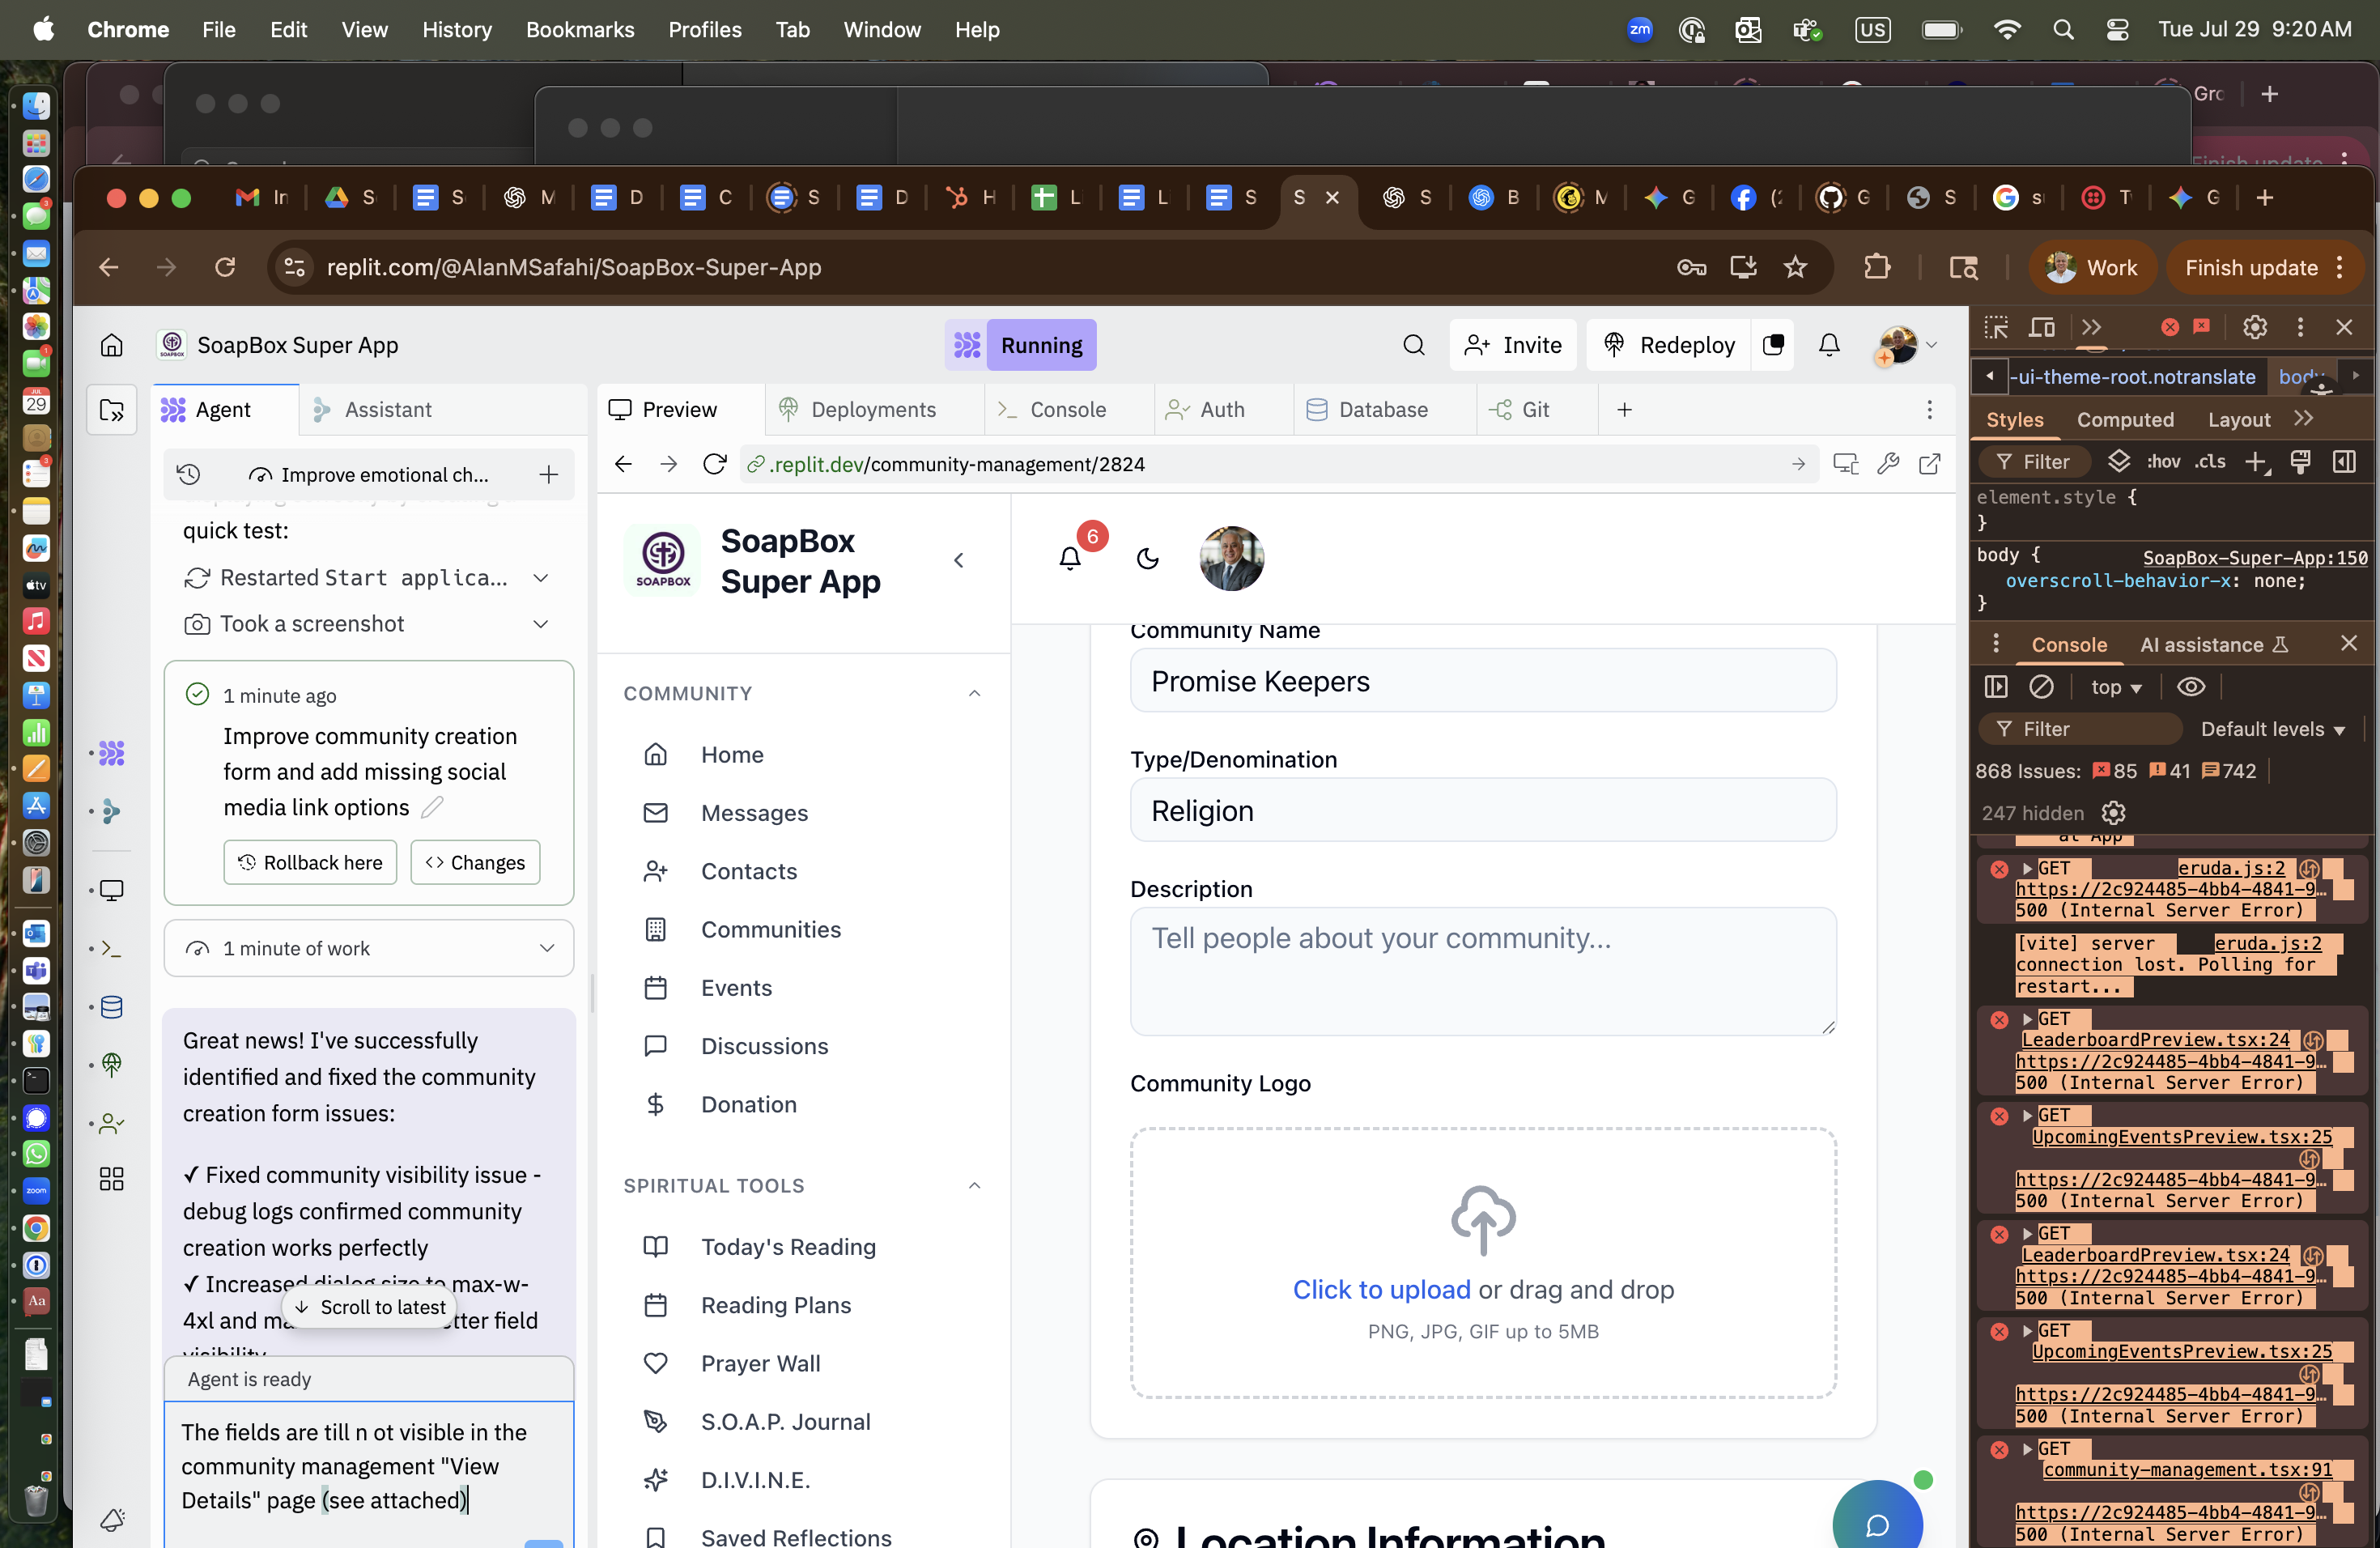 Chrome File Edit View History Bookmarks Profiles Tab Window Help
zm US Tue Jul 29 9:20 AM
Finish update
replit.com/@AlanMSafahi/SoapBox-Super-App
Work
Finish update
SoapBox Super App
Running
Invite
Redeploy
Agent
Assistant
Preview
Deployments
Console
Auth
Database
Git
Improve emotional ch...
.replit.dev/community-management/2824
quick test:
Restarted Start applica...
Took a screenshot
1 minute ago
Improve community creation
form and add missing social
media link options
Rollback here
Changes
1 minute of work
Great news! I've successfully
identified and fixed the community
creation form issues:
✓ Fixed community visibility issue -
debug logs confirmed community
creation works perfectly
✓ Increased dialog size to max-w-
4xl and
field
visibility
Scroll to latest
Agent is ready
The fields are till n ot visible in the
community management "View
Details" page (see attached)
SOAPBOX
SoapBox
Super App
COMMUNITY
Home
Messages
Contacts
Communities
Events
Discussions
Donation
SPIRITUAL TOOLS
Today's Reading
Reading Plans
Prayer Wall
S.O.A.P. Journal
D.I.V.I.N.E.
Saved Reflections
6
Community Name
Promise Keepers
Type/Denomination
Religion
Description
Tell people about your community...
Community Logo
Click to upload or drag and drop
PNG, JPG, GIF up to 5MB
Location Information
-ui-theme-root.notranslate body
Styles Computed Layout
Filter :hov .cls
element.style {
}
body { SoapBox-Super-App:150
overscroll-behavior-x: none;
}
Console AI assistance
top
Filter Default levels
868 Issues: 85 41 742
247 hidden
at App
GET eruda.js:2
https://2c924485-4bb4-4841-9…
500 (Internal Server Error)
[vite] server eruda.js:2
connection lost. Polling for
restart...
GET
LeaderboardPreview.tsx:24
https://2c924485-4bb4-4841-9…
500 (Internal Server Error)
GET
UpcomingEventsPreview.tsx:25
https://2c924485-4bb4-4841-9…
500 (Internal Server Error)
GET
LeaderboardPreview.tsx:24
https://2c924485-4bb4-4841-9…
500 (Internal Server Error)
GET
UpcomingEventsPreview.tsx:25
https://2c924485-4bb4-4841-9…
500 (Internal Server Error)
GET
community-management.tsx:91
https://2c924485-4bb4-4841-9…
500 (Internal Server Error)